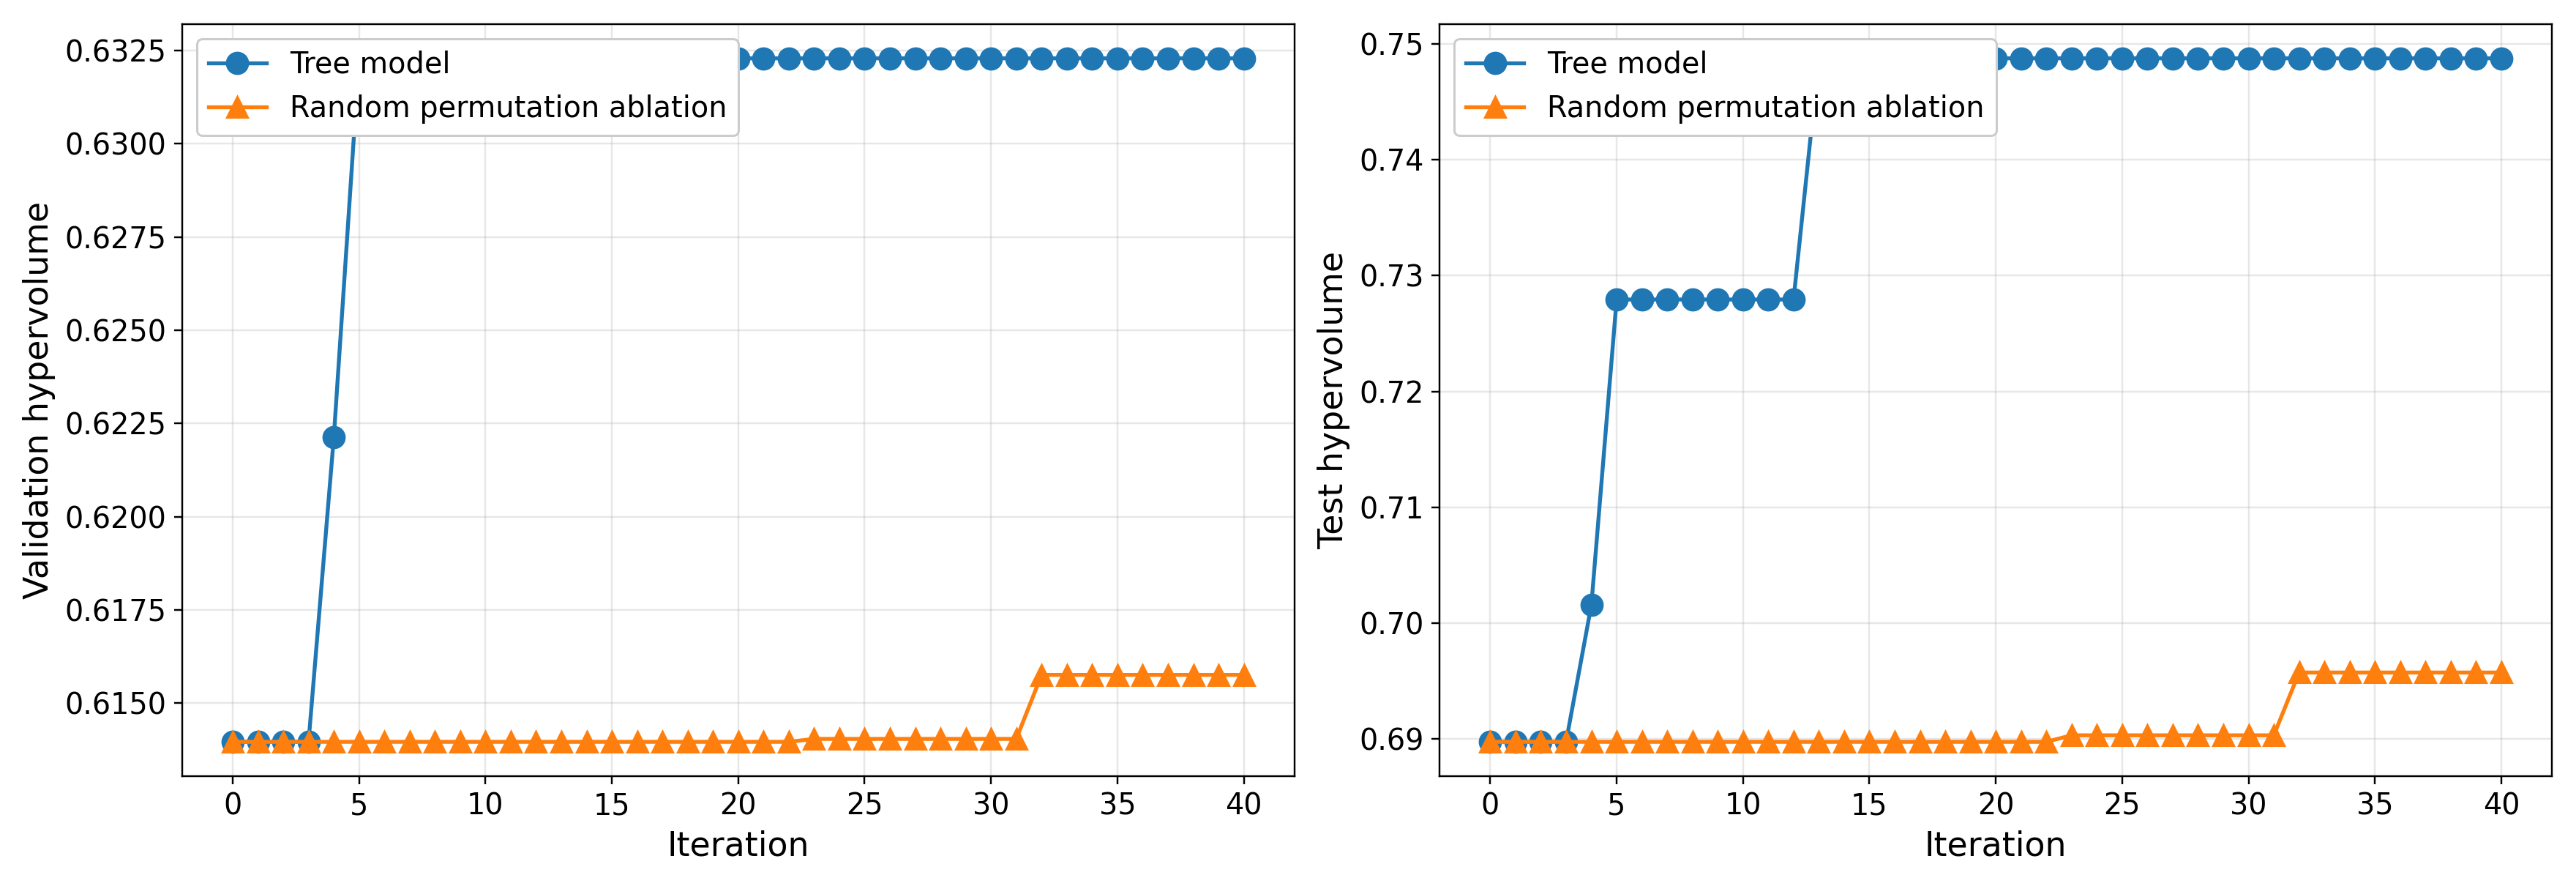 Validation hypervolume
0.6325
0.6300
0.6275
0.6250
0.6225
0.6200
0.6175
0.6150
Tree model
Random permutation ablation
0 5 10 15 20 25 30 35 40
Iteration
Test hypervolume
0.75
0.74
0.73
0.72
0.71
0.70
0.69
Tree model
Random permutation ablation
0 5 10 15 20 25 30 35 40
Iteration